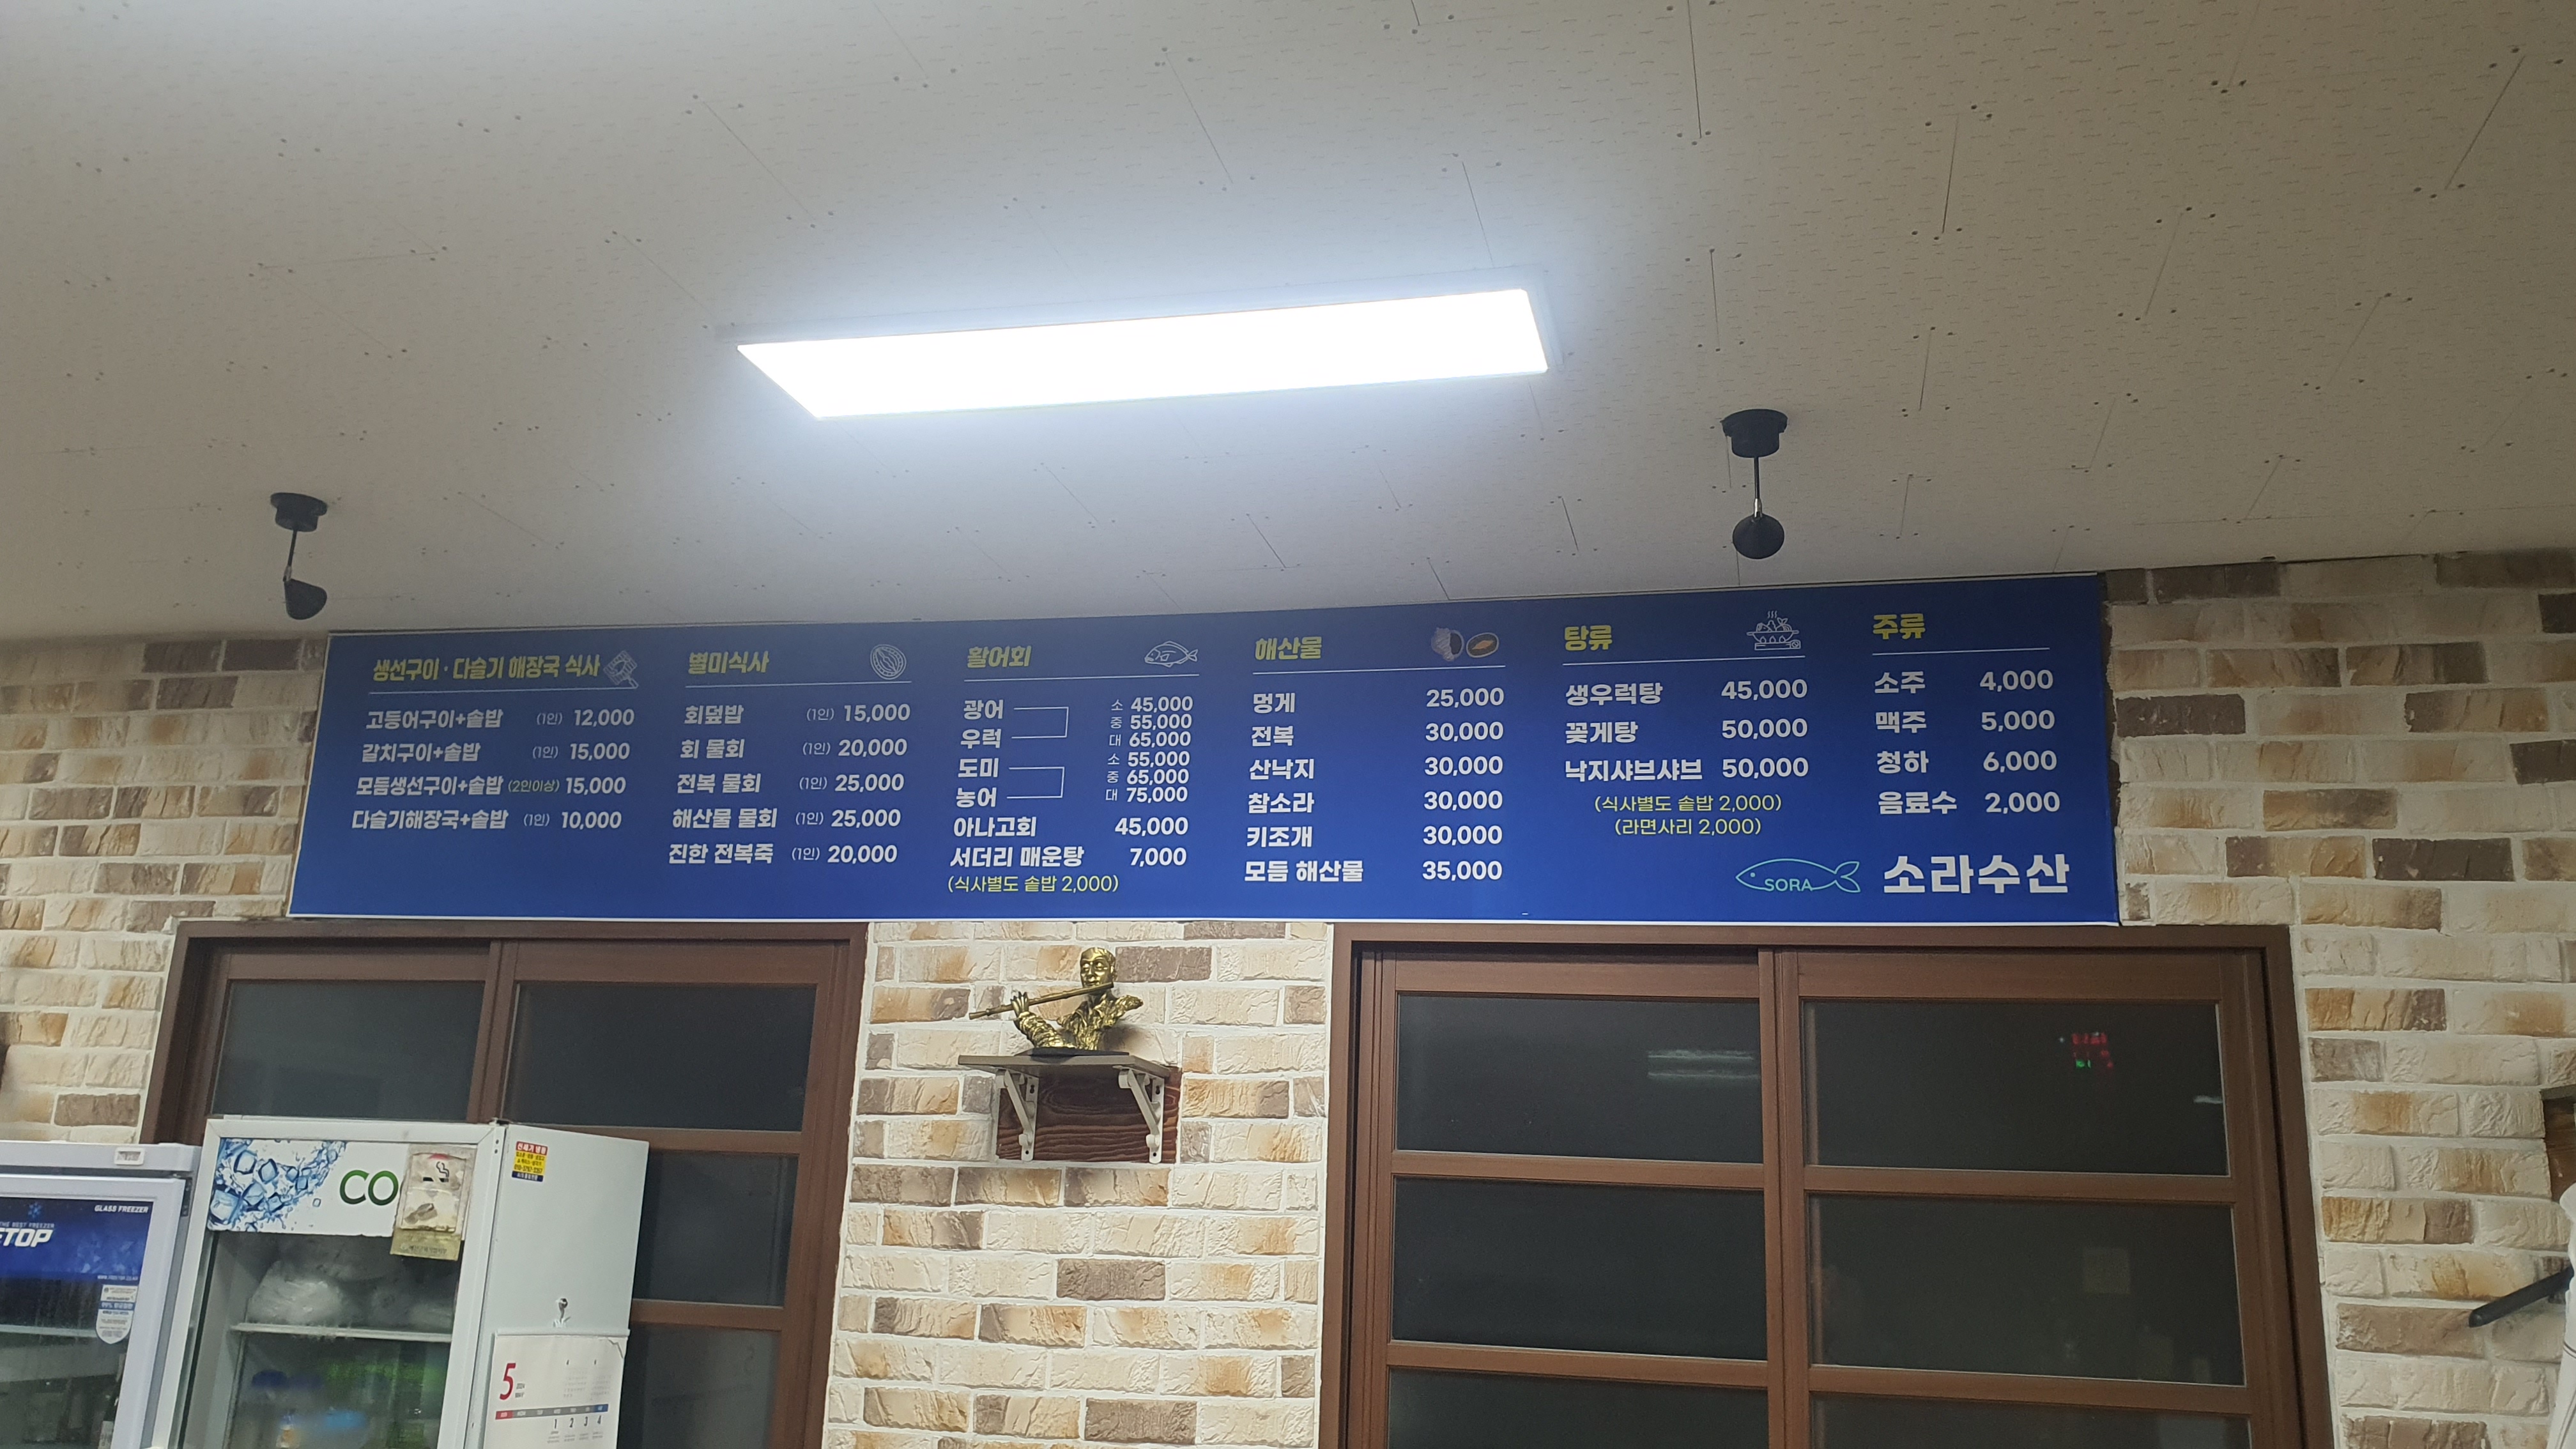 생선구이·다슬기 해장국 식사
고등어구이+솥밥 (1인) 12,000
갈치구이+솥밥 (1인) 15,000
모듬생선구이+솥밥 (2인이상) 15,000
다슬기해장국+솥밥 (1인) 10,000
별미식사
회덮밥 (1인) 15,000
회 물회 (1인) 20,000
전복 물회 (1인) 25,000
해산물 물회 (1인) 25,000
진한 전복죽 (1인) 20,000
활어회
광어
우럭
소 45,000
중 55,000
대 65,000
도미
농어
소 55,000
중 65,000
대 75,000
아나고회 45,000
서더리 매운탕 7,000
(식사별도 솥밥 2,000)
해산물
멍게 25,000
전복 30,000
산낙지 30,000
참소라 30,000
키조개 30,000
모듬 해산물 35,000
탕류
생우럭탕 45,000
꽃게탕 50,000
낙지샤브샤브 50,000
(식사별도 솥밥 2,000)
(라면사리 2,000)
주류
소주 4,000
맥주 5,000
청하 6,000
음료수 2,000
SORA 소라수산
CO
GLASS FREEZER
THE BEST FREEZER
ETOP
5
1 2 3 4